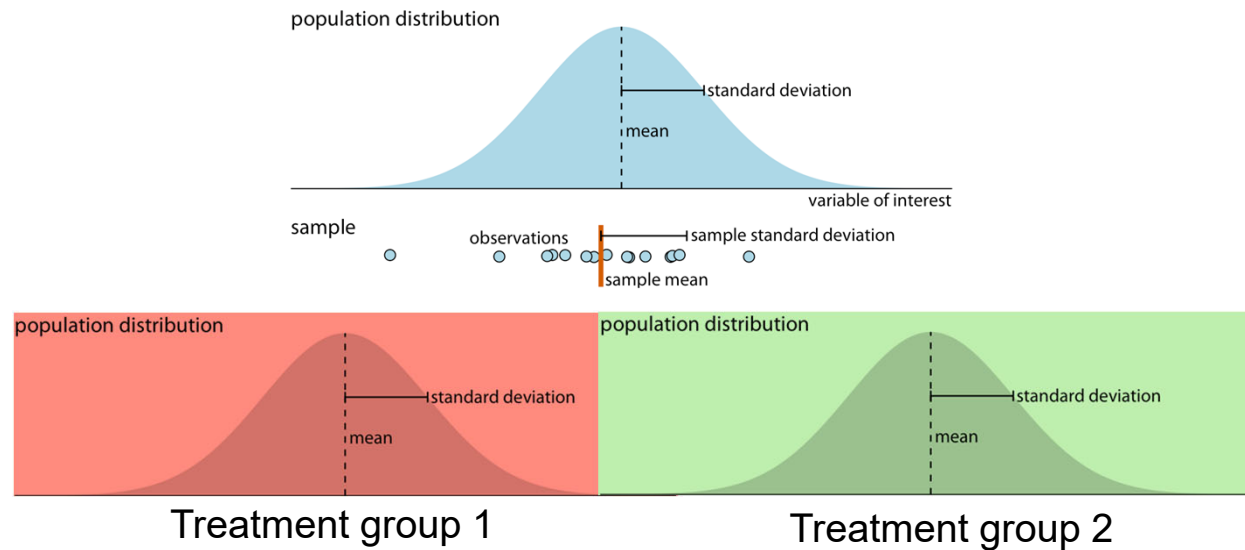 population distribution
standard deviation
mean
variable of interest
sample
observations
sample standard deviation
sample mean
population distribution
standard deviation
mean
Treatment group 1
population distribution
standard deviation
mean
Treatment group 2